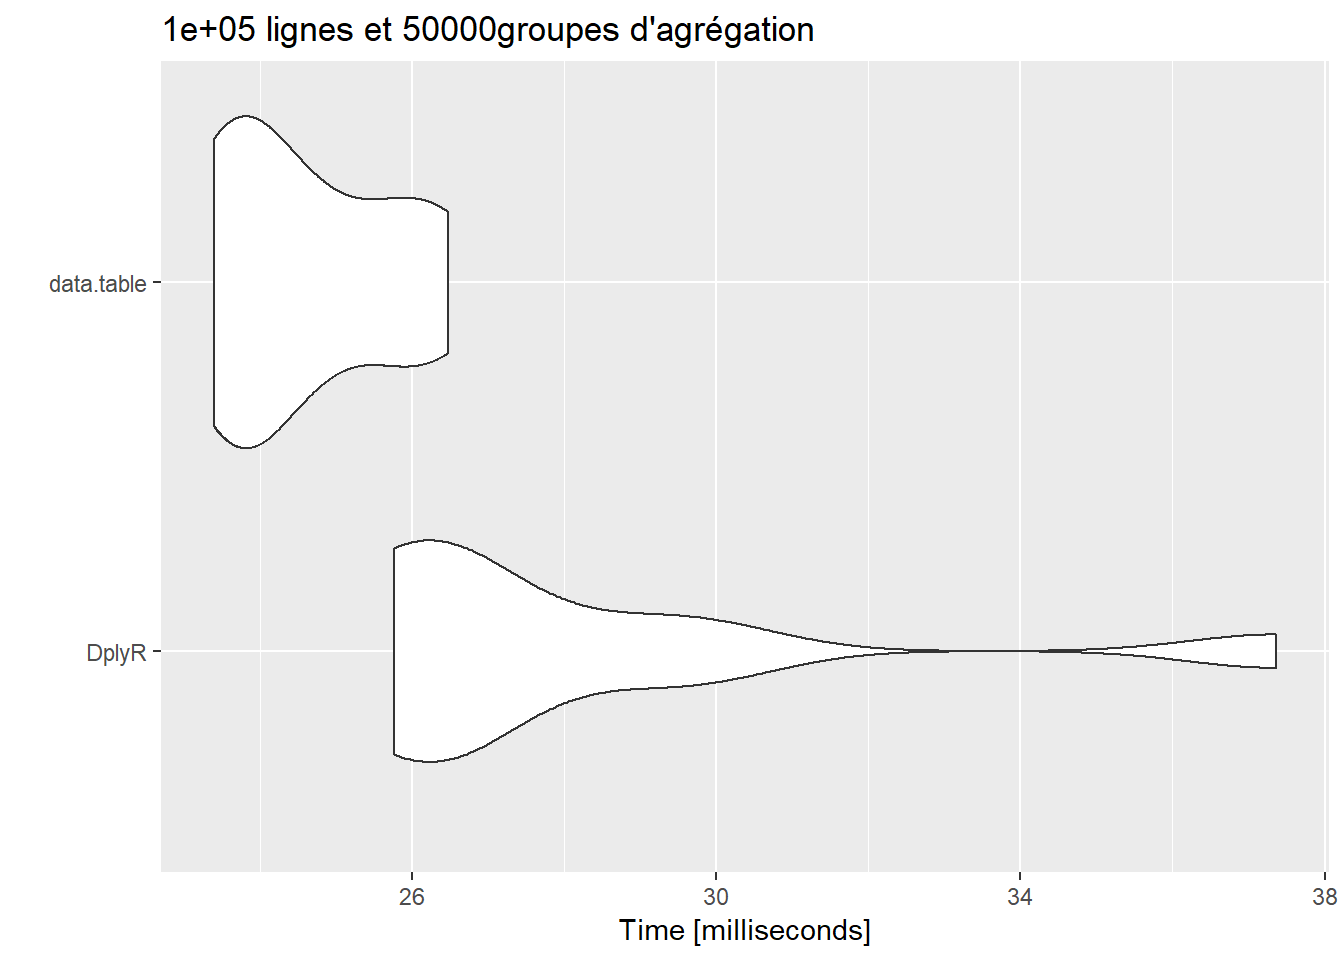 1e+05 lignes et 50000groupes d'agrégation
data.table
DplyR
26 30 34 38
Time [milliseconds]